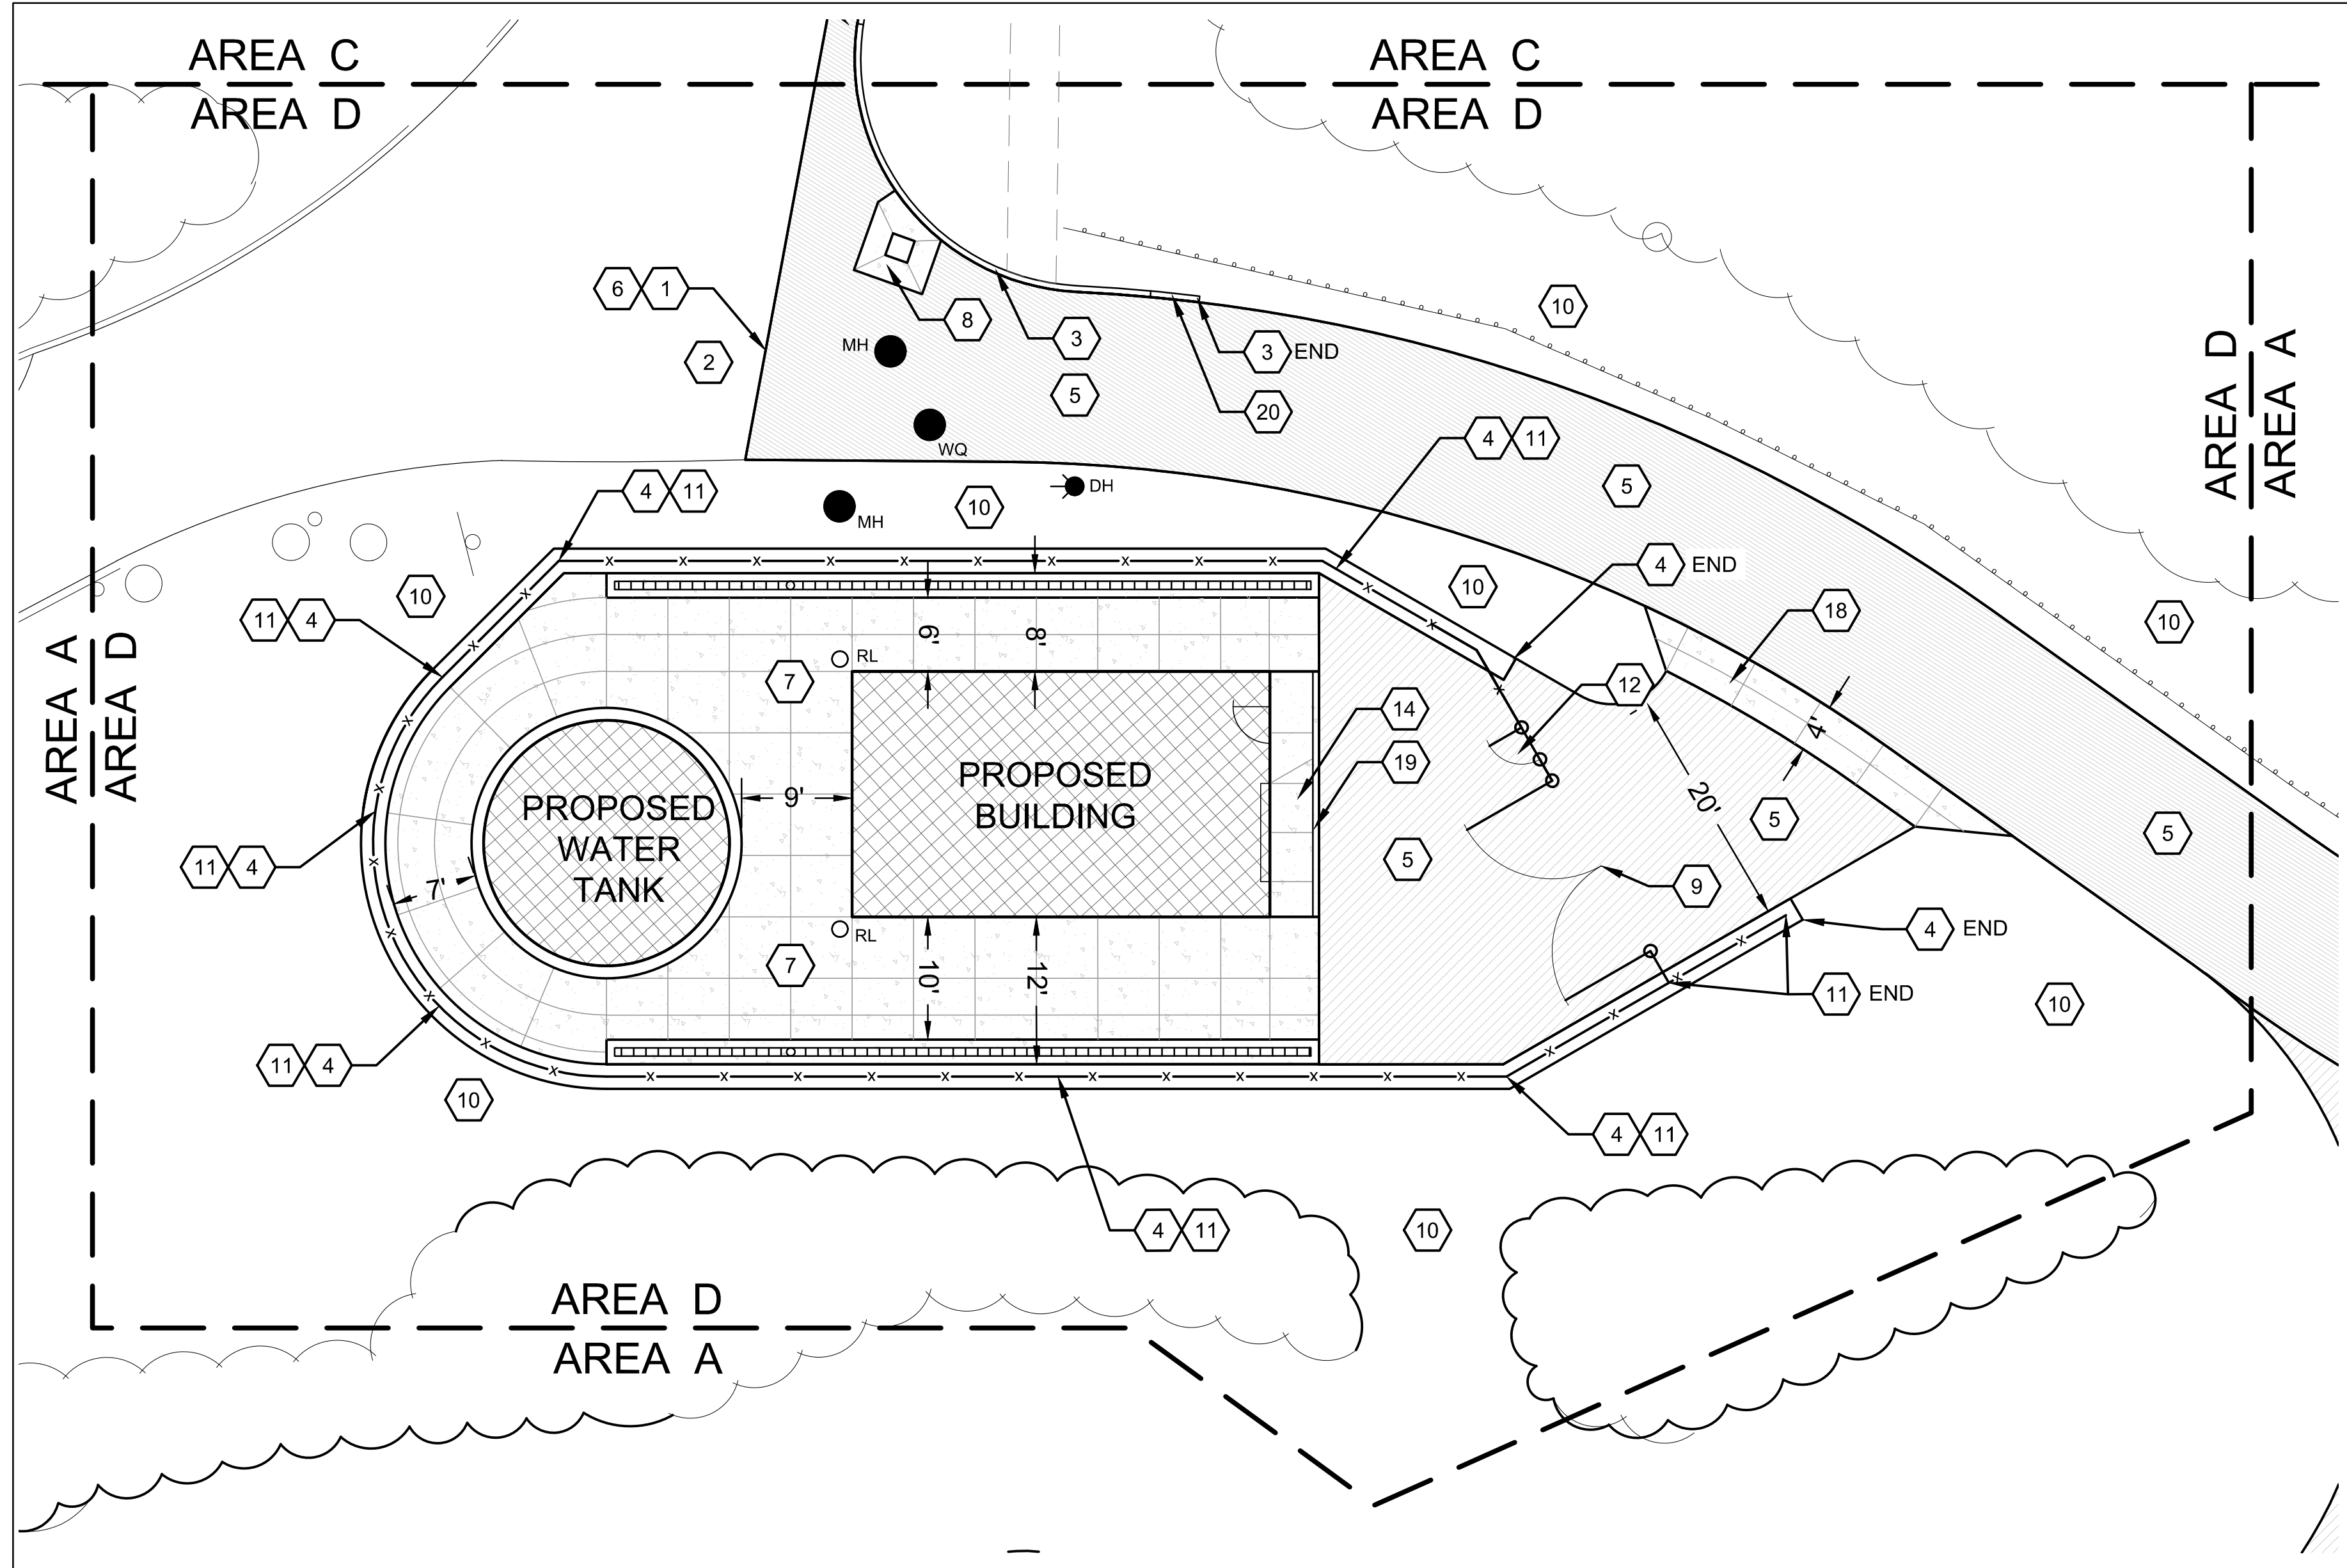 AREA C
AREA D
AREA C
AREA D
AREA D
AREA A
6 1
2
MH
8
3
5
3 END
20
10
WQ
4 11
5
4 11
MH
10
DH
4 END
10
10
11 4
10
18
10
AREA A
AREA D
6'
8'
RL
7
12
14
4'
19
20'
5
5
5
PROPOSED
WATER
TANK
9'
PROPOSED
BUILDING
11 4
7'
9
RL
7
10'
12'
4 END
11 END
10
11 4
10
4 11
4 11
10
AREA D
AREA A